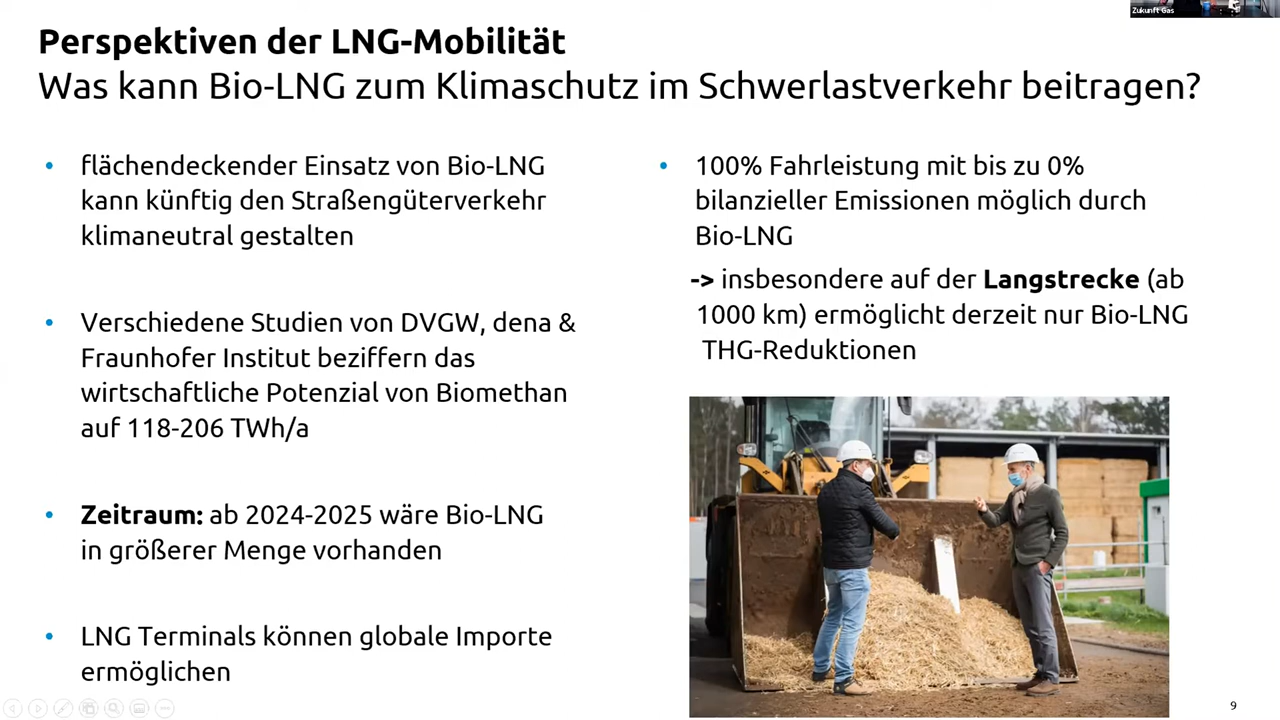 Zukunft Gas
Perspektiven der LNG-Mobilität
Was kann Bio-LNG zum Klimaschutz im Schwerlastverkehr beitragen?
• flächendeckender Einsatz von Bio-LNG
kann künftig den Straßengüterverkehr
klimaneutral gestalten
• Verschiedene Studien von DVGW, dena &
Fraunhofer Institut beziffern das
wirtschaftliche Potenzial von Biomethan
auf 118-206 TWh/a
• Zeitraum: ab 2024-2025 wäre Bio-LNG
in größerer Menge vorhanden
• LNG Terminals können globale Importe
ermöglichen
• 100% Fahrleistung mit bis zu 0%
bilanzieller Emissionen möglich durch
Bio-LNG
-> insbesondere auf der Langstrecke (ab
1000 km) ermöglicht derzeit nur Bio-LNG
THG-Reduktionen
9